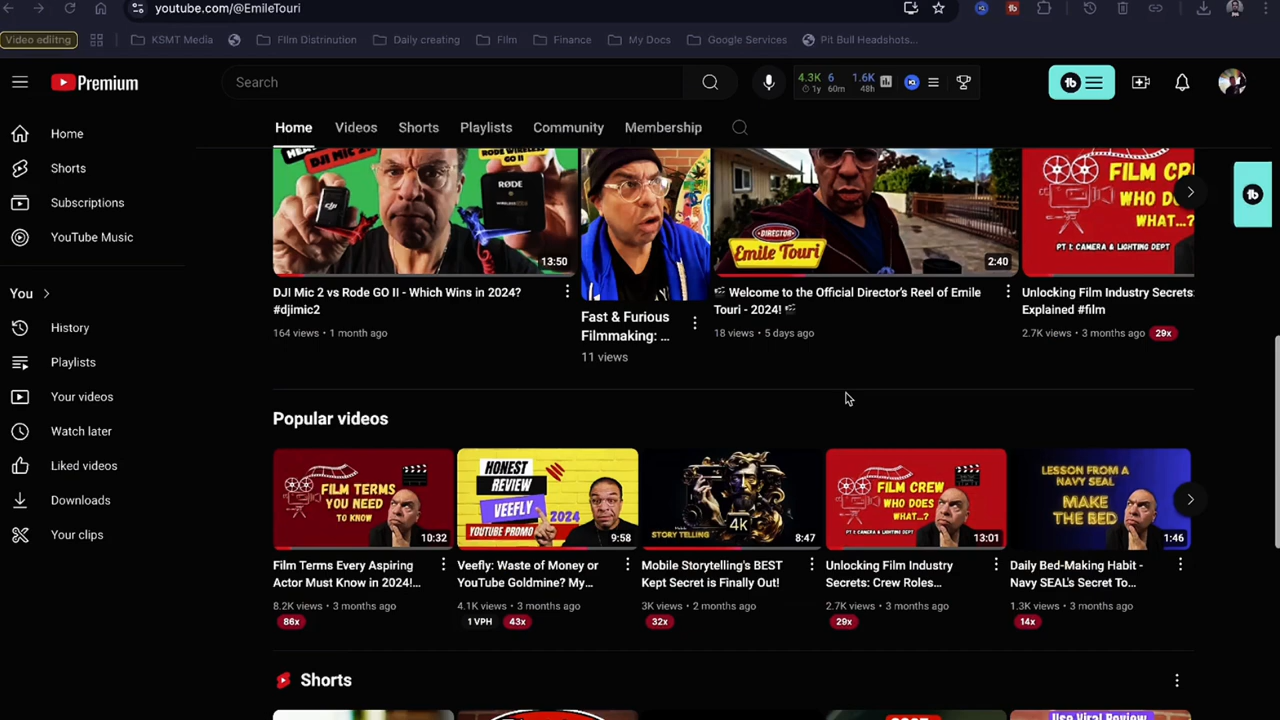 youtube.com/@EmileTouri
Video ediitng
KSMT Media
FIlm Distrinution
Daily creating
Film
Finance
My Docs
Google Services
Pit Bull Headshots...
Premium
Search
4.3K 6 1.6K
1y 60m 48h
Home
Videos
Shorts
Playlists
Community
Membership
Home
Shorts
Subscriptions
YouTube Music
You
History
Playlists
Your videos
Watch later
Liked videos
Downloads
Your clips
DJI MIC 2
RODE WIRELESS
GO II
RØDE
13:50
DJI Mic 2 vs Rode GO II - Which Wins in 2024?
#djimic2
164 views • 1 month ago
Fast & Furious
Filmmaking: ...
11 views
DIRECTOR
Emile Touri
2:40
Welcome to the Official Director's Reel of Emile
Touri - 2024!
18 views • 5 days ago
FILM CR
WHO DO
WHAT...?
PT 1: CAMERA & LIGHTING DEPT
Unlocking Film Industry Secrets:
Explained #film
2.7K views • 3 months ago 29x
Popular videos
FILM TERMS
YOU NEED
TO KNOW
10:32
Film Terms Every Aspiring
Actor Must Know in 2024!...
8.2K views • 3 months ago
86x
HONEST
REVIEW
VEEFLY
2024
YOUTUBE PROMO
9:58
Veefly: Waste of Money or
YouTube Goldmine? My...
4.1K views • 3 months ago
1 VPH 43x
4k
STORY TELLING
8:47
Mobile Storytelling's BEST
Kept Secret is Finally Out!
3K views • 2 months ago
32x
FILM CREW
WHO DOES
WHAT...?
PT 1: CAMERA & LIGHTING DEPT
13:01
Unlocking Film Industry
Secrets: Crew Roles...
2.7K views • 3 months ago
29x
LESSON FROM A
NAVY SEAL
MAKE
THE BED
1:46
Daily Bed-Making Habit -
Navy SEAL's Secret To...
1.3K views • 3 months ago
14x
Shorts